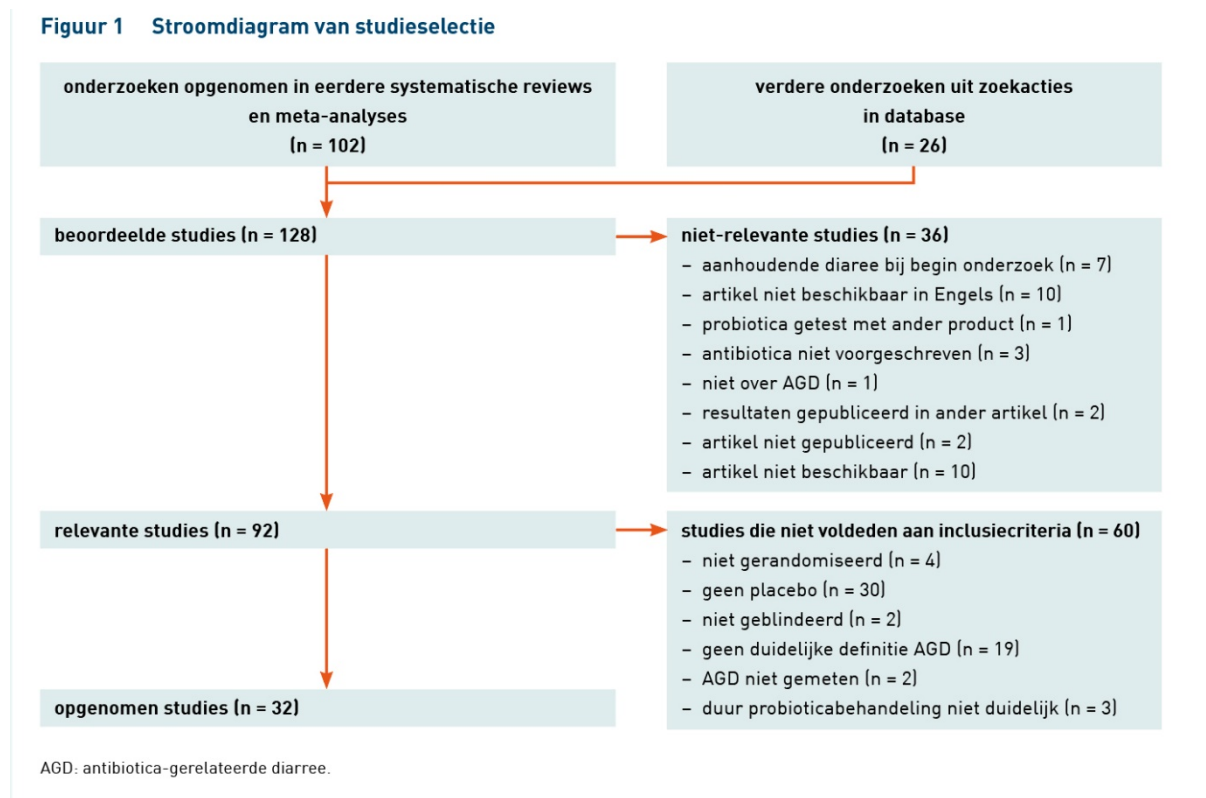 Figuur 1 Stroomdiagram van studieselectie
onderzoeken opgenomen in eerdere systematische reviews
en meta-analyses
(n = 102)
verdere onderzoeken uit zoekacties
in database
(n = 26)
beoordeelde studies (n = 128)
niet-relevante studies (n = 36)
– aanhoudende diaree bij begin onderzoek (n = 7)
– artikel niet beschikbaar in Engels (n = 10)
– probiotica getest met ander product (n = 1)
– antibiotica niet voorgeschreven (n = 3)
– niet over AGD (n = 1)
– resultaten gepubliceerd in ander artikel (n = 2)
– artikel niet gepubliceerd (n = 2)
– artikel niet beschikbaar (n = 10)
relevante studies (n = 92)
studies die niet voldeden aan inclusiecriteria (n = 60)
– niet gerandomiseerd (n = 4)
– geen placebo (n = 30)
– niet geblindeerd (n = 2)
– geen duidelijke definitie AGD (n = 19)
– AGD niet gemeten (n = 2)
– duur probioticabehandeling niet duidelijk (n = 3)
opgenomen studies (n = 32)
AGD: antibiotica-gerelateerde diarree.